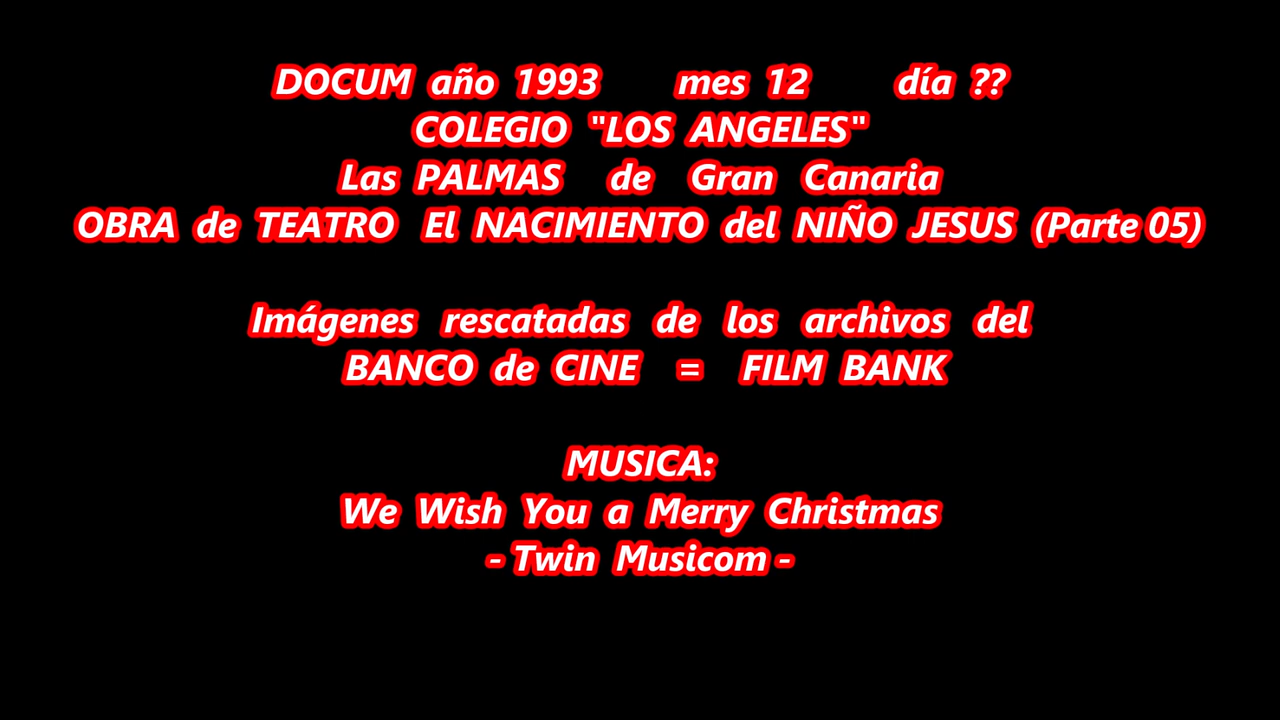 DOCUM año 1993 mes 12 día ??
COLEGIO "LOS ANGELES"
Las PALMAS de Gran Canaria
OBRA de TEATRO El NACIMIENTO del NIÑO JESUS (Parte 05)
Imágenes rescatadas de los archivos del
BANCO de CINE = FILM BANK
MUSICA:
We Wish You a Merry Christmas
- Twin Musicom -